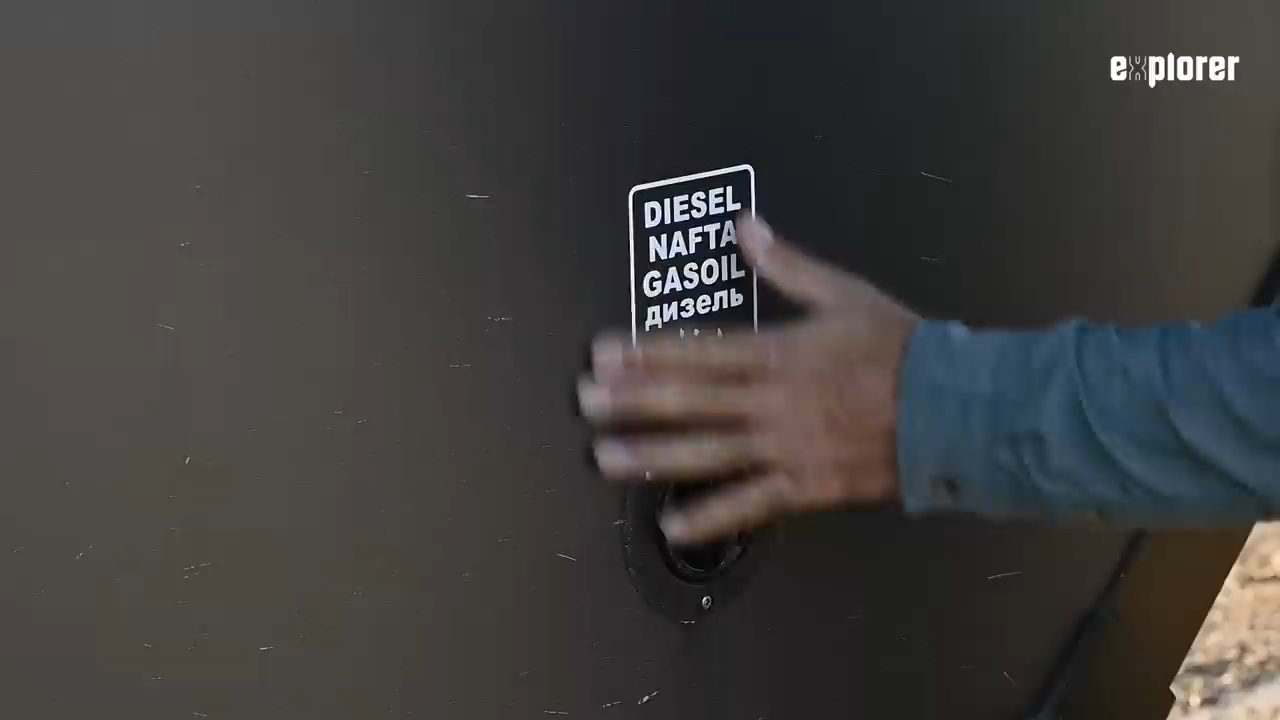 explorer
DIESEL
NAFTA
GASOIL
дизель